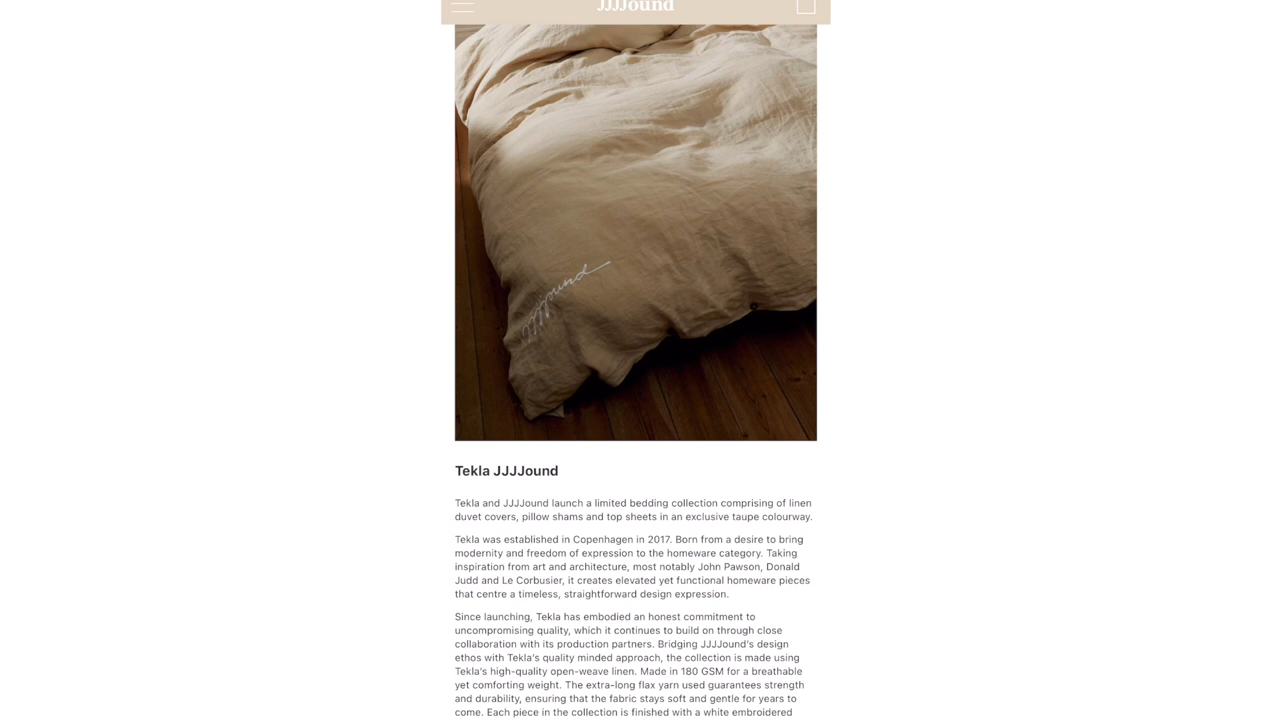 JJJJound
JJJJound
Tekla JJJJound
Tekla and JJJJound launch a limited bedding collection comprising of linen
duvet covers, pillow shams and top sheets in an exclusive taupe colourway.
Tekla was established in Copenhagen in 2017. Born from a desire to bring
modernity and freedom of expression to the homeware category. Taking
inspiration from art and architecture, most notably John Pawson, Donald
Judd and Le Corbusier, it creates elevated yet functional homeware pieces
that centre a timeless, straightforward design expression.
Since launching, Tekla has embodied an honest commitment to
uncompromising quality, which it continues to build on through close
collaboration with its production partners. Bridging JJJJound's design
ethos with Tekla's quality minded approach, the collection is made using
Tekla's high-quality open-weave linen. Made in 180 GSM for a breathable
yet comforting weight. The extra-long flax yarn used guarantees strength
and durability, ensuring that the fabric stays soft and gentle for years to
come. Each piece in the collection is finished with a white embroidered